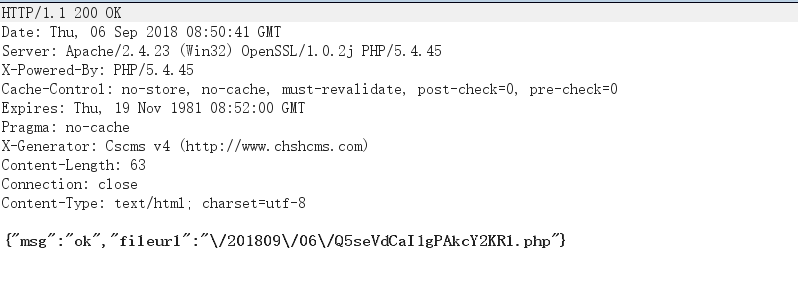 HTTP/1.1 200 OK
Date: Thu, 06 Sep 2018 08:50:41 GMT
Server: Apache/2.4.23 (Win32) OpenSSL/1.0.2j PHP/5.4.45
X-Powered-By: PHP/5.4.45
Cache-Control: no-store, no-cache, must-revalidate, post-check=0, pre-check=0
Expires: Thu, 19 Nov 1981 08:52:00 GMT
Pragma: no-cache
X-Generator: Cscms v4 (http://www.chshcms.com)
Content-Length: 63
Connection: close
Content-Type: text/html; charset=utf-8
{"msg":"ok","fileurl":"\/201809\/06\/Q5seVdCaI1gPAkcY2KR1.php"}